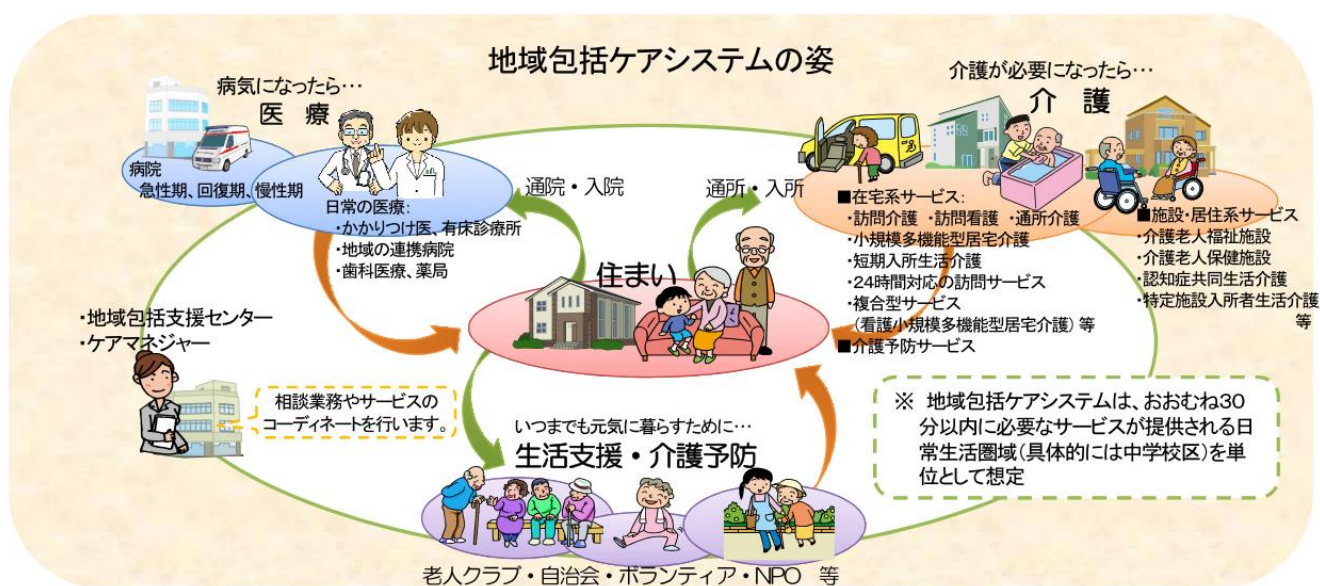 地域包括ケアシステムの姿
病気になったら…
医　療
病院
急性期、回復期、慢性期
日常の医療：
・かかりつけ医、有床診療所
・地域の連携病院
・歯科医療、薬局
通院・入院
通所・入所
介護が必要になったら…
介　護
■在宅系サービス：
・訪問介護　・訪問看護　・通所介護
・小規模多機能型居宅介護
・短期入所生活介護
・24時間対応の訪問サービス
・複合型サービス
（看護小規模多機能型居宅介護）等
■介護予防サービス
■施設・居住系サービス
・介護老人福祉施設
・介護老人保健施設
・認知症共同生活介護
・特定施設入所者生活介護
等
住まい
・地域包括支援センター
・ケアマネジャー
相談業務やサービスの
コーディネートを行います。
いつまでも元気に暮らすために…
生活支援・介護予防
老人クラブ・自治会・ボランティア・NPO　等
※　地域包括ケアシステムは、おおむね30
分以内に必要なサービスが提供される日
常生活圏域（具体的には中学校区）を単
位として想定